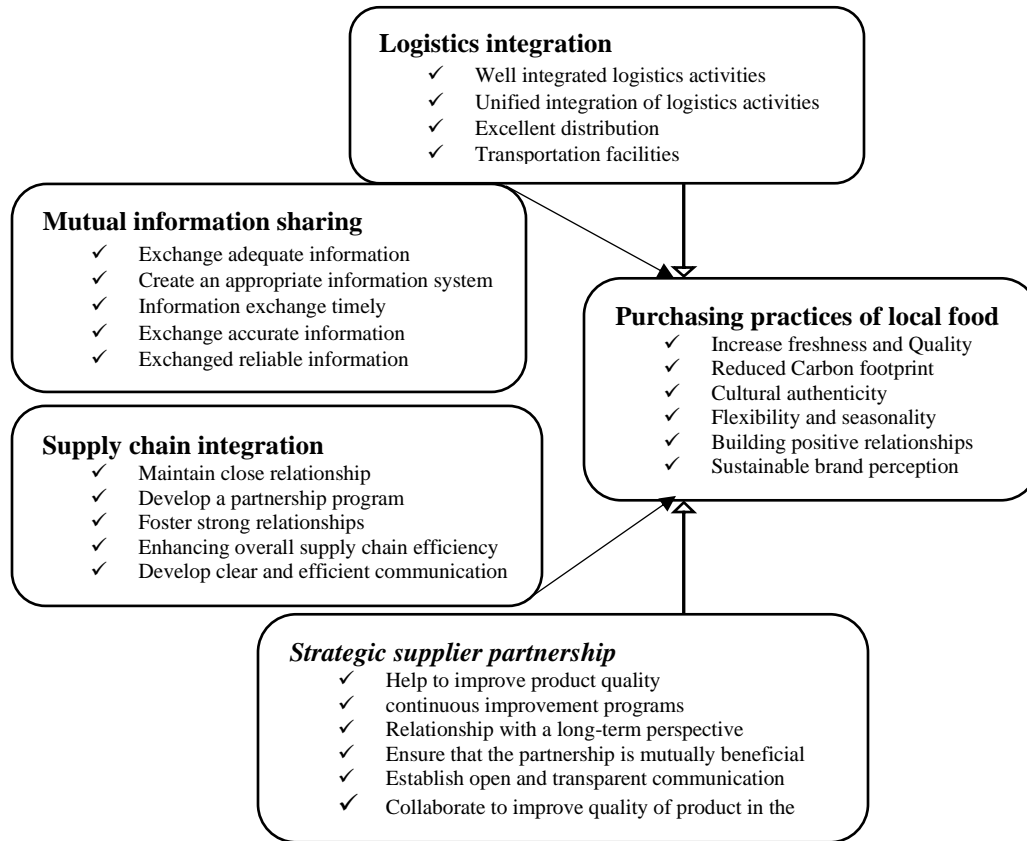 Logistics integration
✓ Well integrated logistics activities
✓ Unified integration of logistics activities
✓ Excellent distribution
✓ Transportation facilities
Mutual information sharing
✓ Exchange adequate information
✓ Create an appropriate information system
✓ Information exchange timely
✓ Exchange accurate information
✓ Exchanged reliable information
Purchasing practices of local food
✓ Increase freshness and Quality
✓ Reduced Carbon footprint
✓ Cultural authenticity
✓ Flexibility and seasonality
✓ Building positive relationships
✓ Sustainable brand perception
Supply chain integration
✓ Maintain close relationship
✓ Develop a partnership program
✓ Foster strong relationships
✓ Enhancing overall supply chain efficiency
✓ Develop clear and efficient communication
Strategic supplier partnership
✓ Help to improve product quality
✓ continuous improvement programs
✓ Relationship with a long-term perspective
✓ Ensure that the partnership is mutually beneficial
✓ Establish open and transparent communication
✓ Collaborate to improve quality of product in the